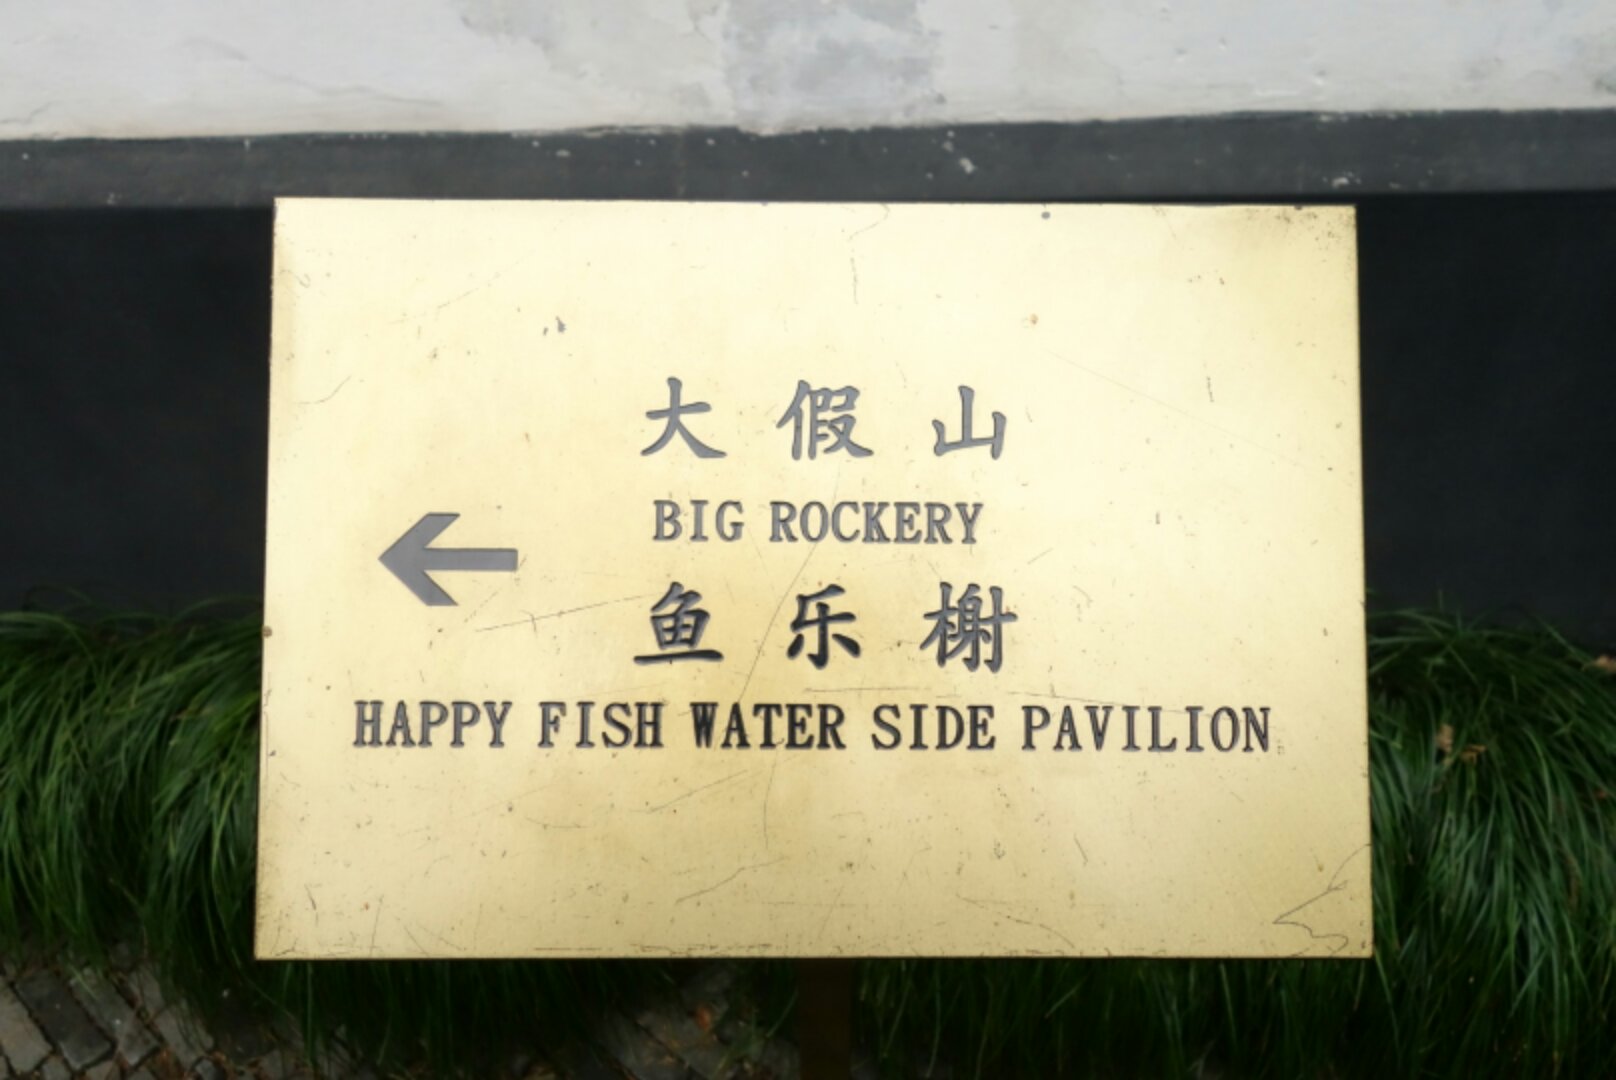 大假山
BIG ROCKERY
鱼乐榭
HAPPY FISH WATER SIDE PAVILION